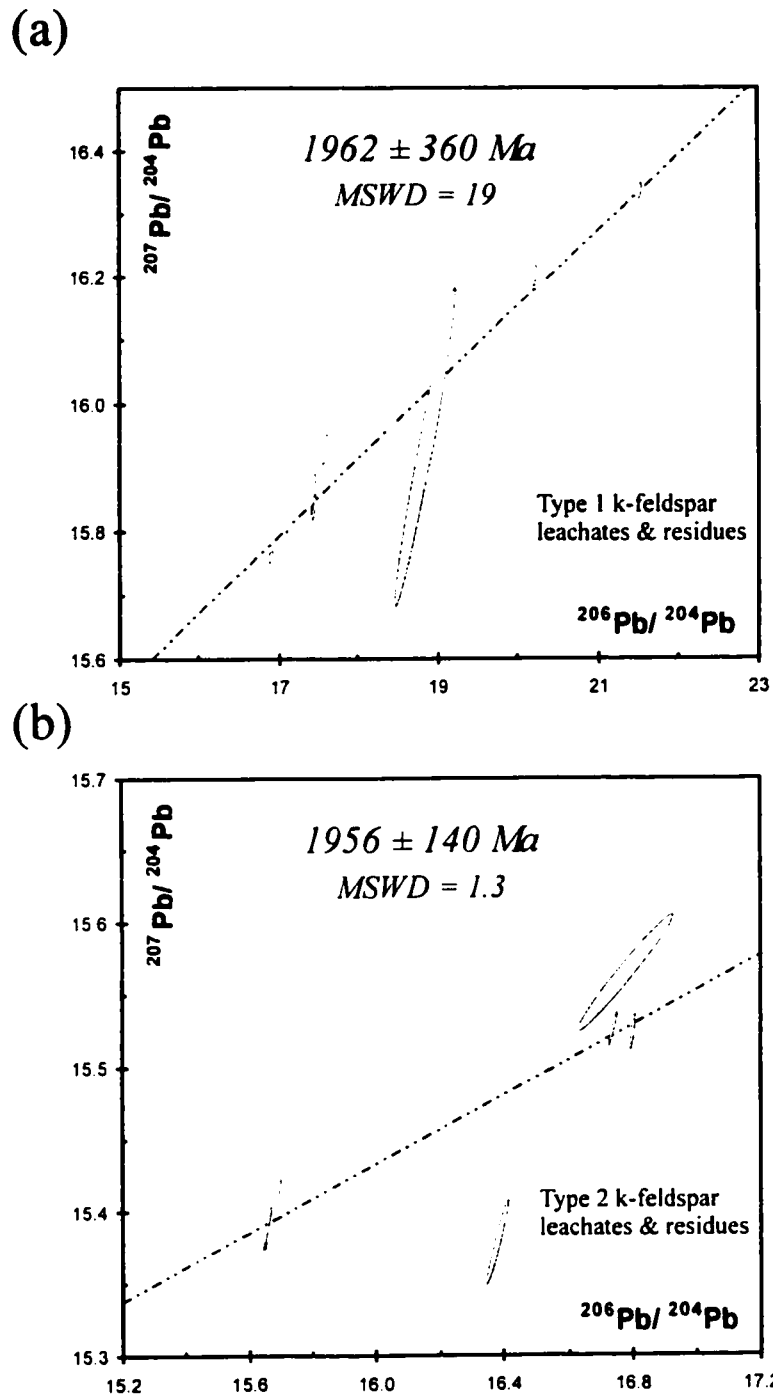 (a)
1962 ± 360 Ma
MSWD = 19
²⁰⁷Pb/ ²⁰⁴Pb
16.4
16.2
16.0
15.8
15.6
Type 1 k-feldspar
leachates & residues
²⁰⁶Pb/ ²⁰⁴Pb
15 17 19 21 23
(b)
1956 ± 140 Ma
MSWD = 1.3
²⁰⁷Pb/ ²⁰⁴Pb
15.7
15.6
15.5
15.4
15.3
Type 2 k-feldspar
leachates & residues
²⁰⁶Pb/ ²⁰⁴Pb
15.2 15.6 16.0 16.4 16.8 17.2